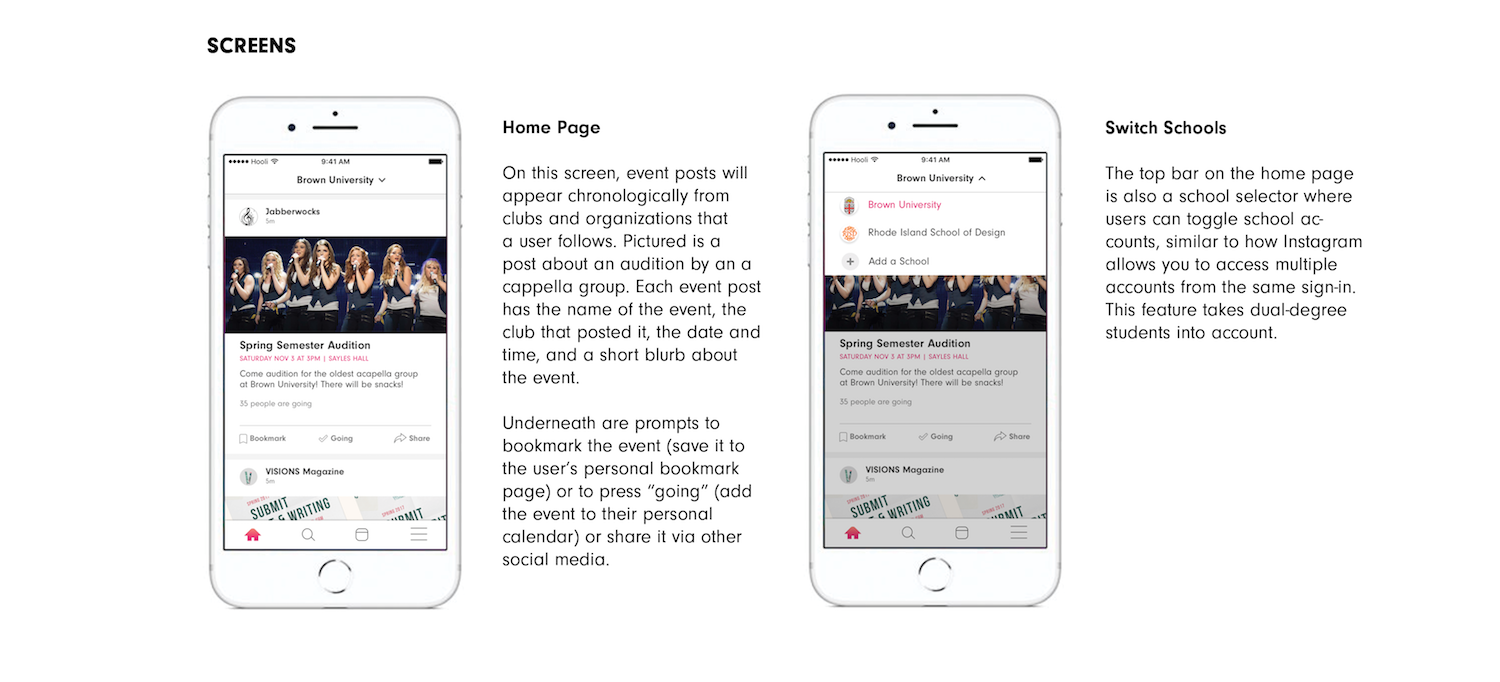 SCREENS
Hooli
9:41 AM
Brown University
Jabberwocks
5m
Spring Semester Audition
SATURDAY NOV 3 AT 3PM | SAYLES HALL
Come audition for the oldest acapella group
at Brown University! There will be snacks!
35 people are going
Bookmark
Going
Share
VISIONS Magazine
5m
SPRING 2017
SUBMIT
& WRITING
Home Page
On this screen, event posts will
appear chronologically from
clubs and organizations that
a user follows. Pictured is a
post about an audition by an a
cappella group. Each event post
has the name of the event, the
club that posted it, the date and
time, and a short blurb about
the event.
Underneath are prompts to
bookmark the event (save it to
the user’s personal bookmark
page) or to press “going” (add
the event to their personal
calendar) or share it via other
social media.
Hooli
9:41 AM
Brown University
Brown University
Rhode Island School of Design
Add a School
Spring Semester Audition
SATURDAY NOV 3 AT 3PM | SAYLES HALL
Come audition for the oldest acapella group
at Brown University! There will be snacks!
35 people are going
Bookmark
Going
Share
VISIONS Magazine
5m
SPRING 2017
SUBMIT
& WRITING
Switch Schools
The top bar on the home page
is also a school selector where
users can toggle school ac-
counts, similar to how Instagram
allows you to access multiple
accounts from the same sign-in.
This feature takes dual-degree
students into account.